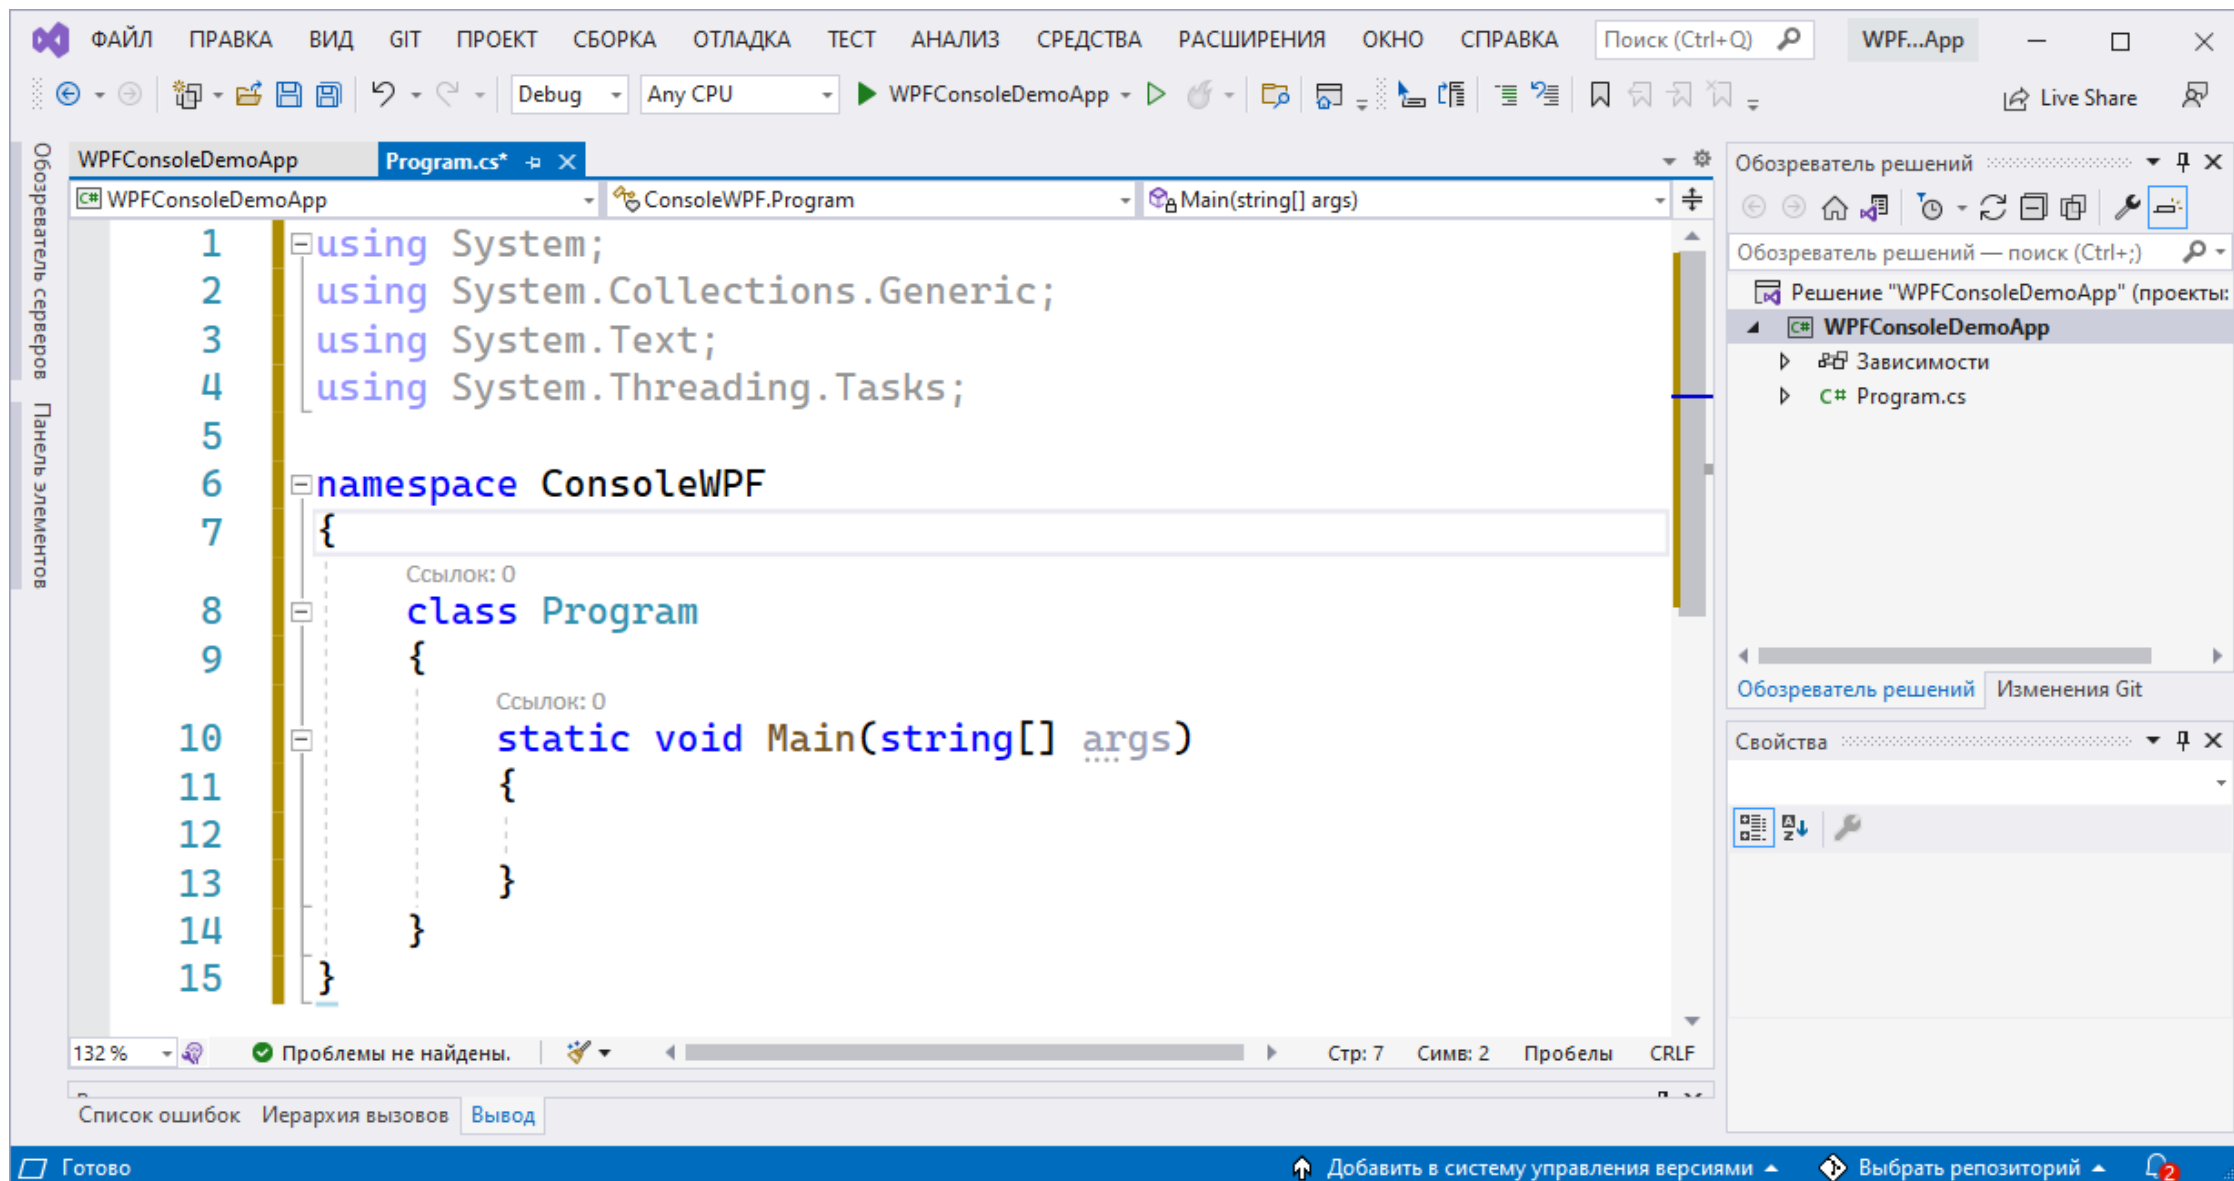 ФАЙЛ ПРАВКА ВИД GIT ПРОЕКТ СБОРКА ОТЛАДКА ТЕСТ АНАЛИЗ СРЕДСТВА РАСШИРЕНИЯ ОКНО СПРАВКА Поиск (Ctrl+Q) WPF...App
Debug Any CPU WPFConsoleDemoApp Live Share
Обозреватель серверов
Панель элементов
WPFConsoleDemoApp Program.cs*
C# WPFConsoleDemoApp ConsoleWPF.Program Main(string[] args)
1 using System;
2 using System.Collections.Generic;
3 using System.Text;
4 using System.Threading.Tasks;
5
6 namespace ConsoleWPF
7 {
Ссылок: 0
8 class Program
9 {
Ссылок: 0
10 static void Main(string[] args)
11 {
12
13 }
14 }
15 }
132 % Проблемы не найдены. Стр: 7 Симв: 2 Пробелы CRLF
Список ошибок Иерархия вызовов Вывод
Обозреватель решений
Обозреватель решений — поиск (Ctrl+;)
Решение "WPFConsoleDemoApp" (проекты:
C# WPFConsoleDemoApp
Зависимости
C# Program.cs
Обозреватель решений Изменения Git
Свойства
Готово Добавить в систему управления версиями Выбрать репозиторий 2